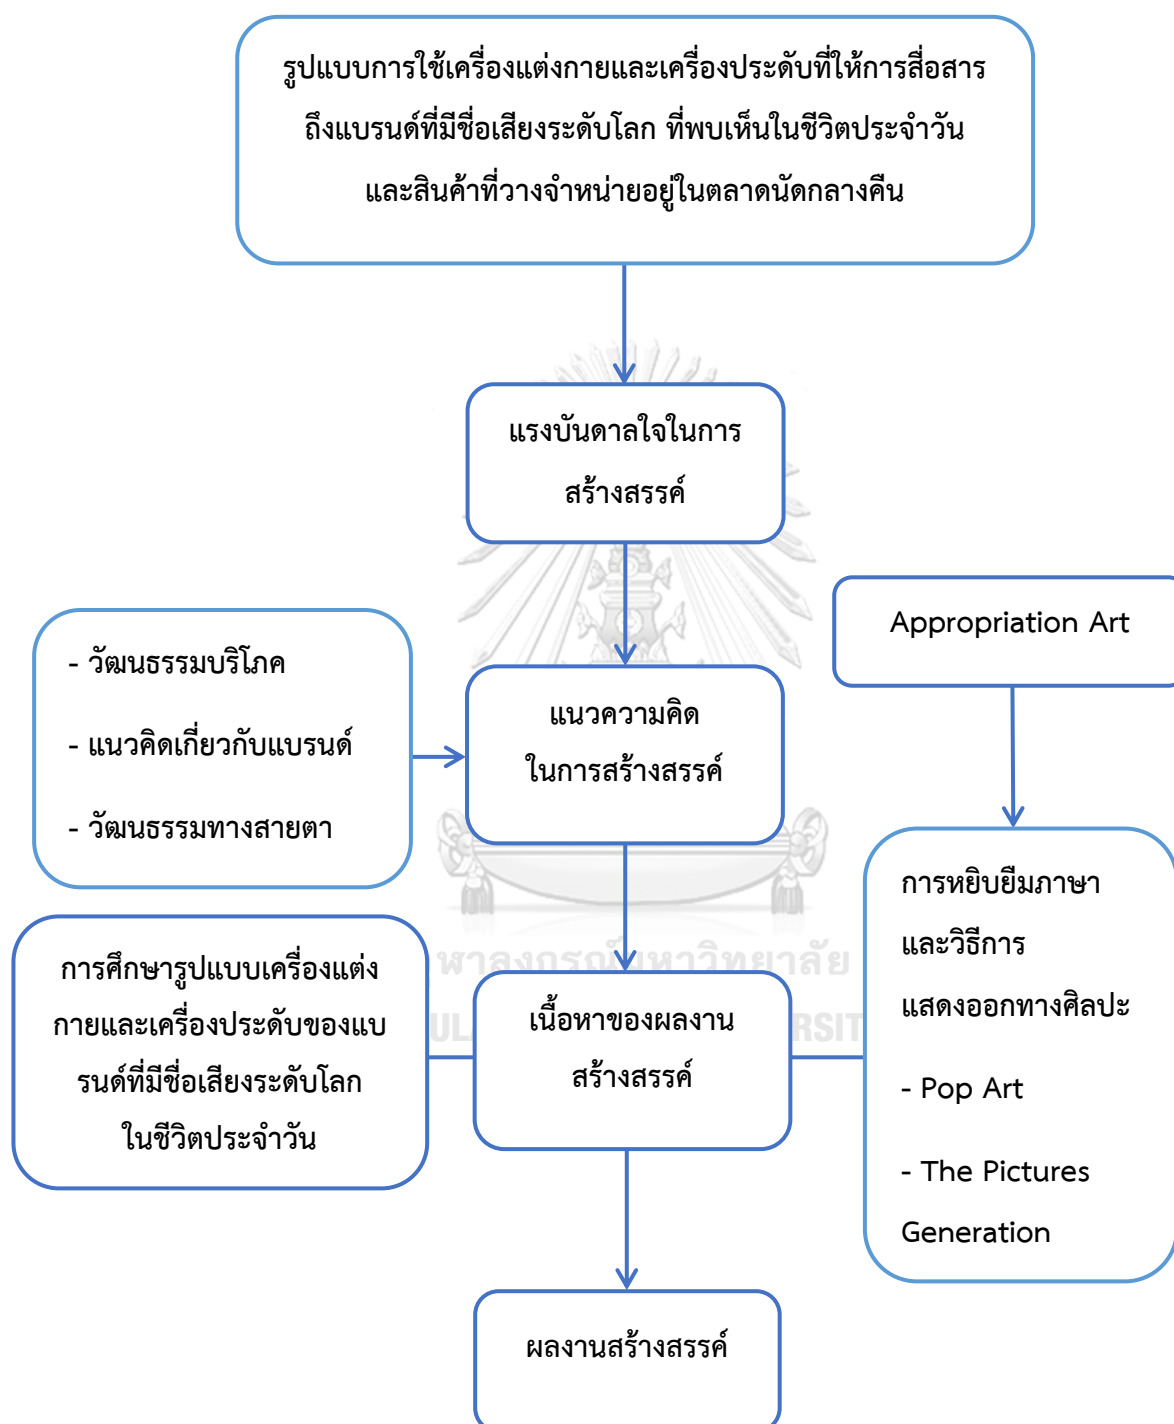 รูปแบบการใช้เครื่องแต่งกายและเครื่องประดับที่ให้การสื่อสาร
ถึงแบรนด์ที่มีชื่อเสียงระดับโลก ที่พบเห็นในชีวิตประจำวัน
และสินค้าที่วางจำหน่ายอยู่ในตลาดนัดกลางคืน
แรงบันดาลใจในการ
สร้างสรรค์
Appropriation Art
- วัฒนธรรมบริโภค
- แนวคิดเกี่ยวกับแบรนด์
- วัฒนธรรมทางสายตา
แนวความคิด
ในการสร้างสรรค์
การหยิบยืมภาษา
และวิธีการ
แสดงออกทางศิลปะ
- Pop Art
- The Pictures
Generation
การศึกษารูปแบบเครื่องแต่ง
กายและเครื่องประดับของแบ
รนด์ที่มีชื่อเสียงระดับโลก
ในชีวิตประจำวัน
เนื้อหาของผลงาน
สร้างสรรค์
ผลงานสร้างสรรค์